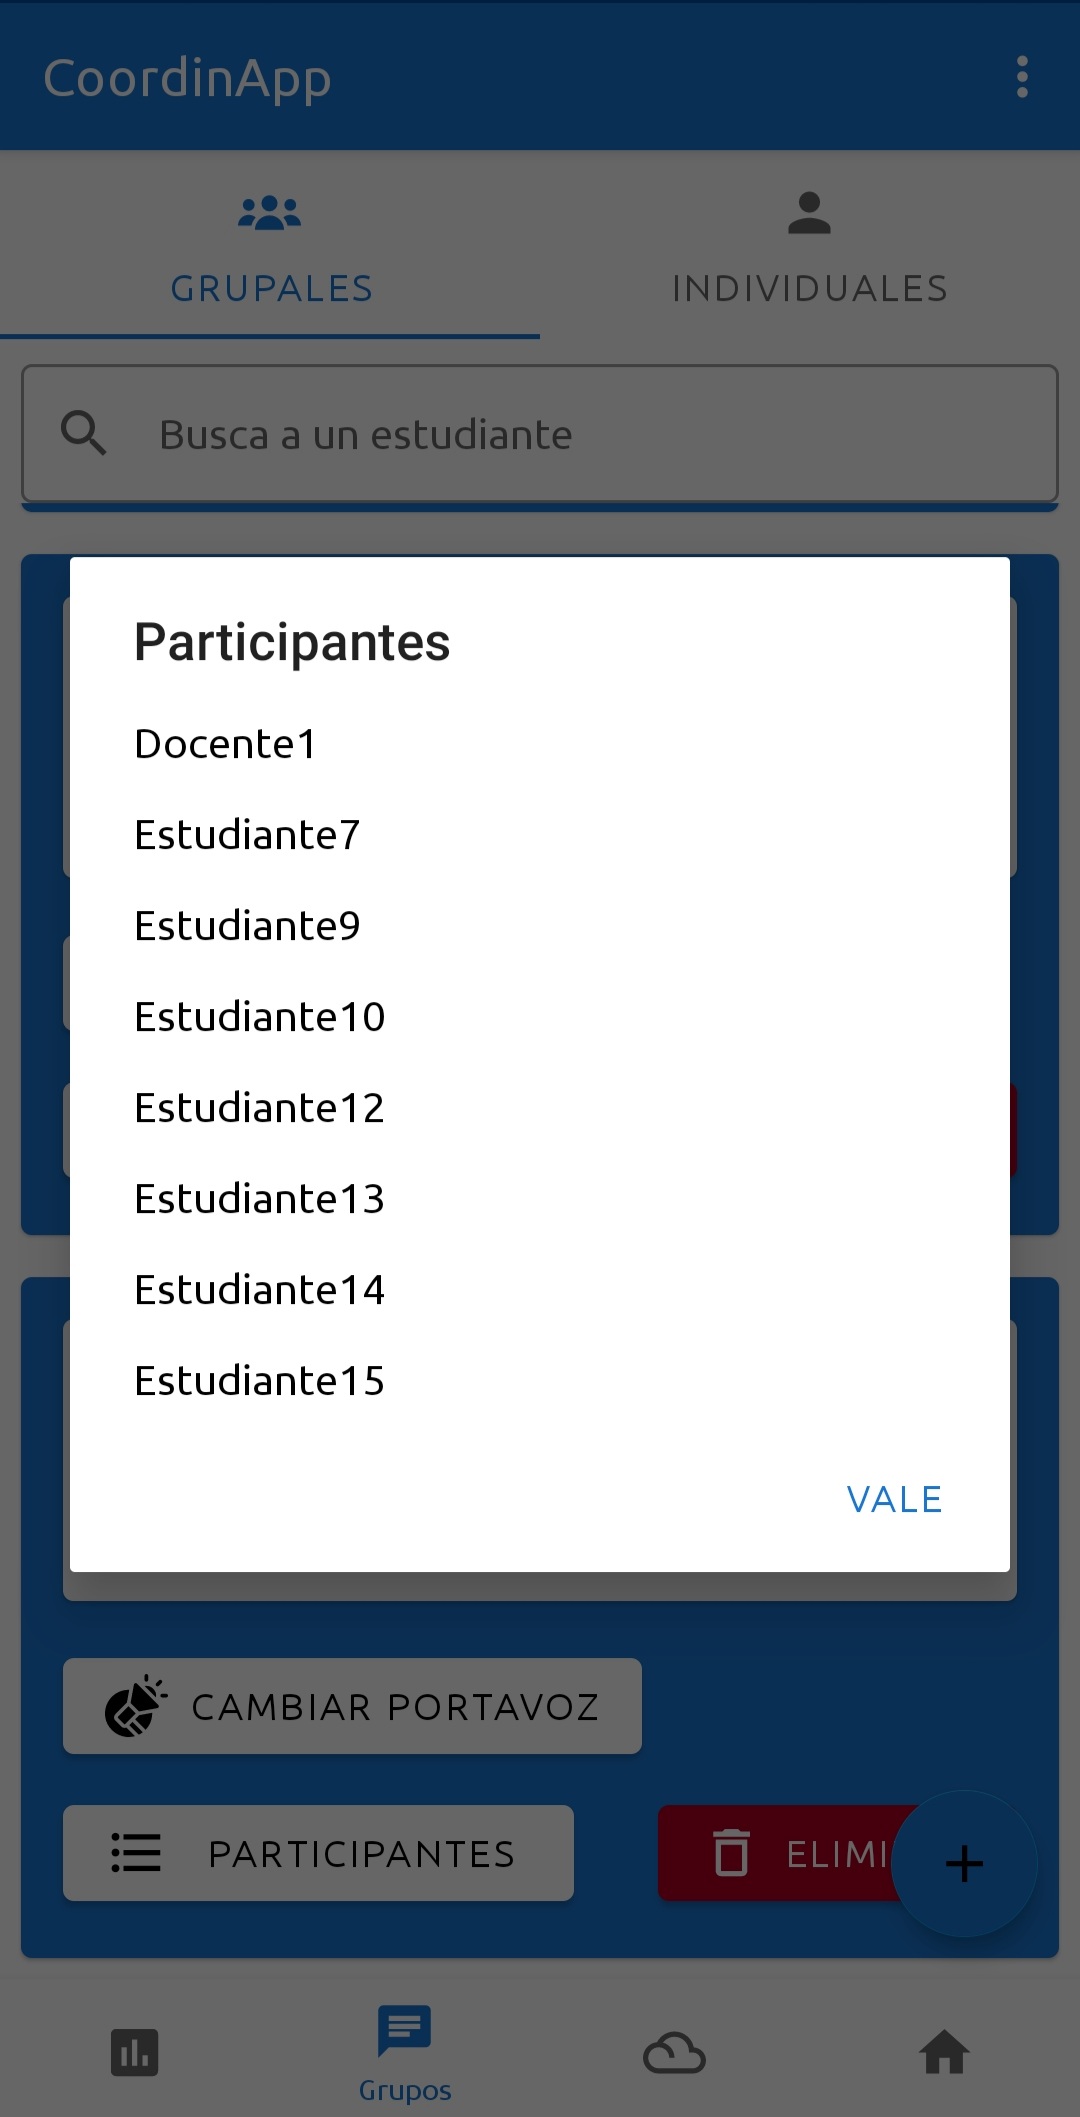 CoordinApp
GRUPALES
INDIVIDUALES
Busca a un estudiante
Participantes
Docente1
Estudiante7
Estudiante9
Estudiante10
Estudiante12
Estudiante13
Estudiante14
Estudiante15
VALE
CAMBIAR PORTAVOZ
PARTICIPANTES
ELIMI
Grupos